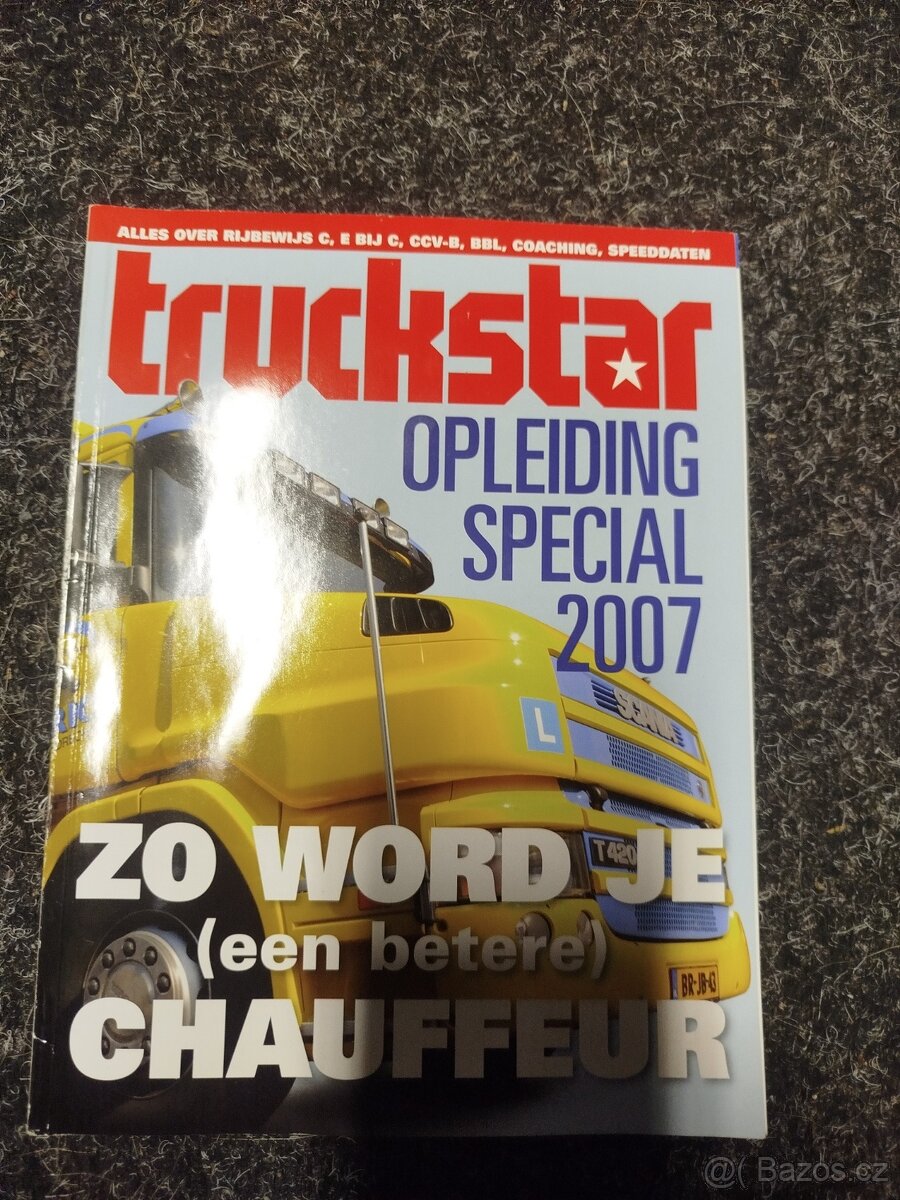 ALLES OVER RIJBEWIJS C, E BIJ C, CCV-B, BBL, COACHING, SPEEDDATEN
truckstar
OPLEIDING
SPECIAL
2007
L
SCANIA
T 420
ZO WORD JE
(een betere)
BR-JB-43
CHAUFFEUR
@( Bazos.cz